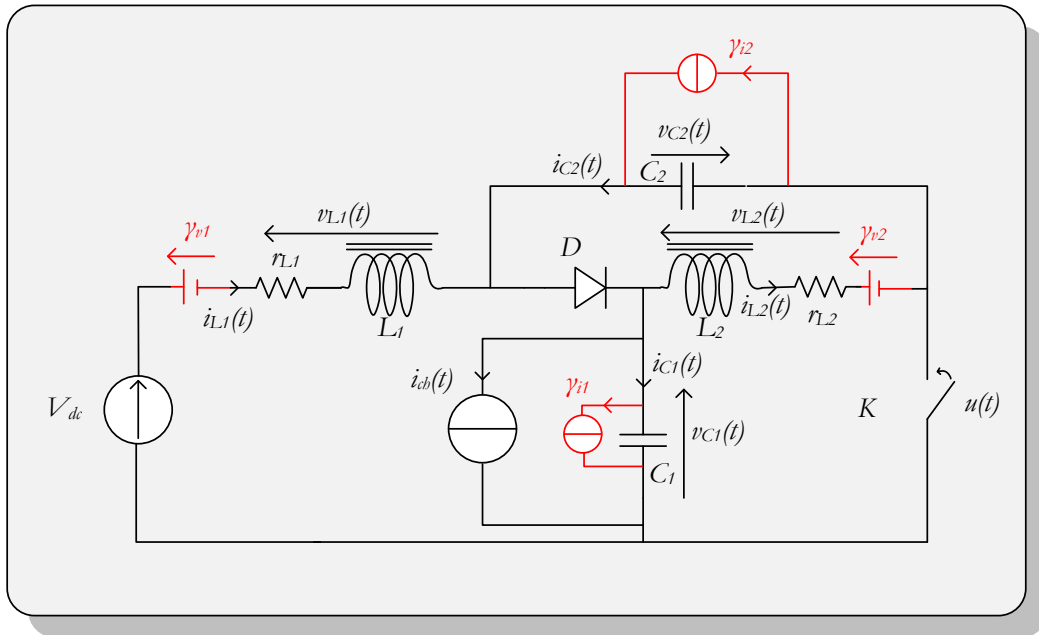 γi2
vC2(t)
iC2(t)
C2
vL1(t)
vL2(t)
γv1
γv2
rL1
D
iL1(t)
L1
L2
iL2(t)
rL2
ich(t)
iC1(t)
γi1
Vdc
vC1(t)
K
u(t)
C1